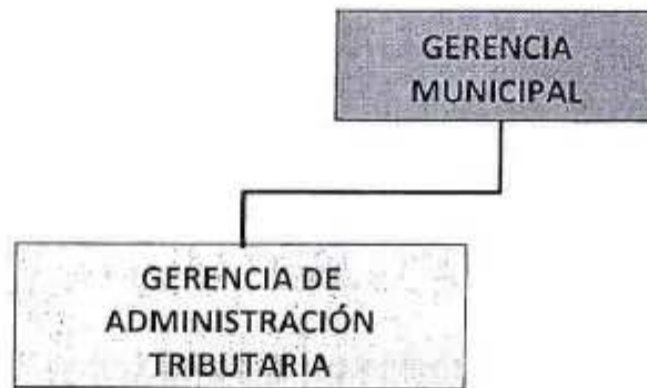 GERENCIA
MUNICIPAL
GERENCIA DE
ADMINISTRACIÓN
TRIBUTARIA